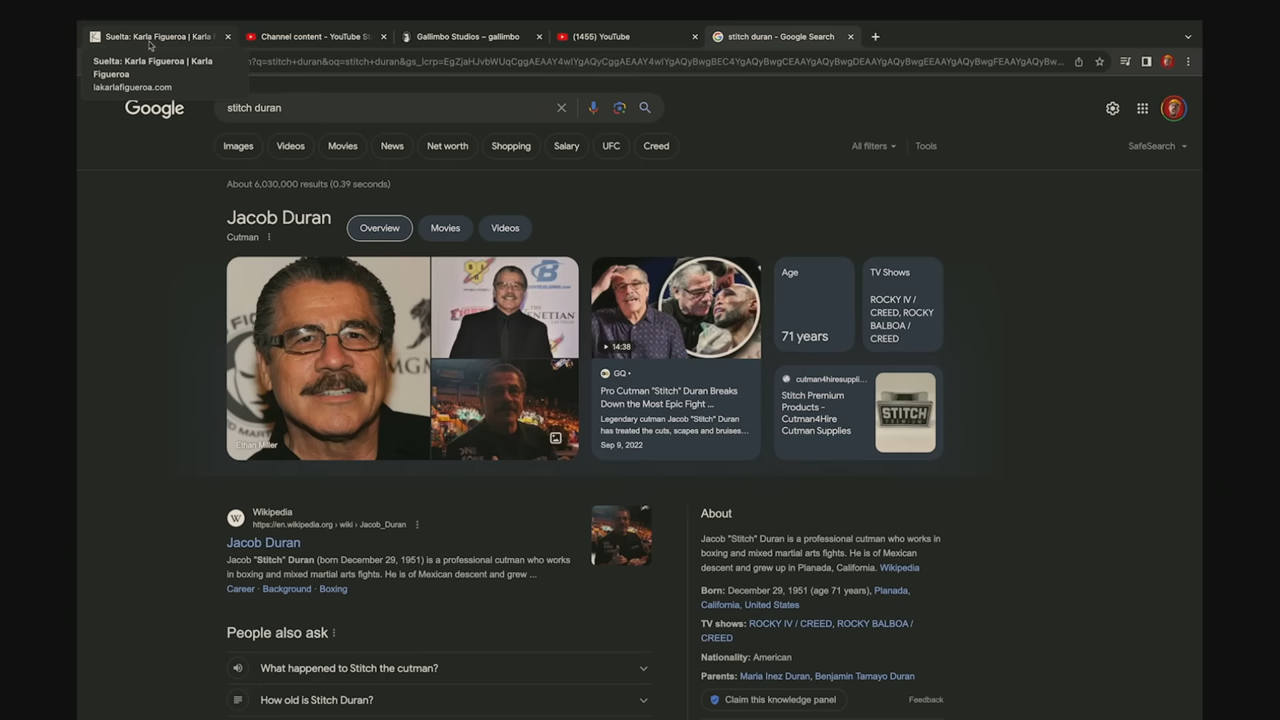 Suelta: Karla Figueroa | Karla F
Channel content - YouTube St
Gallimbo Studios – gallimbo
(1455) YouTube
stitch duran - Google Search
Suelta: Karla Figueroa | Karla
Figueroa
lakarlafigueroa.com
Google
stitch duran
Images
Videos
Movies
News
Net worth
Shopping
Salary
UFC
Creed
All filters
Tools
SafeSearch
About 6,030,000 results (0.39 seconds)
Jacob Duran
Cutman
Overview
Movies
Videos
Ethan Miller
14:38
GQ •
Pro Cutman "Stitch" Duran Breaks
Down the Most Epic Fight ...
Legendary cutman Jacob "Stitch" Duran
has treated the cuts, scapes and bruises...
Sep 9, 2022
Age
71 years
TV Shows
ROCKY IV /
CREED, ROCKY
BALBOA /
CREED
cutman4hiresuppli...
Stitch Premium
Products -
Cutman4Hire
Cutman Supplies
STITCH
PREMIUM
Wikipedia
https://en.wikipedia.org › wiki › Jacob_Duran
Jacob Duran
Jacob "Stitch" Duran (born December 29, 1951) is a professional cutman who works
in boxing and mixed martial arts fights. He is of Mexican descent and grew ...
Career · Background · Boxing
People also ask
What happened to Stitch the cutman?
How old is Stitch Duran?
About
Jacob "Stitch" Duran is a professional cutman who works in
boxing and mixed martial arts fights. He is of Mexican
descent and grew up in Planada, California. Wikipedia
Born: December 29, 1951 (age 71 years), Planada,
California, United States
TV shows: ROCKY IV / CREED, ROCKY BALBOA /
CREED
Nationality: American
Parents: Maria Inez Duran, Benjamin Tamayo Duran
Claim this knowledge panel
Feedback